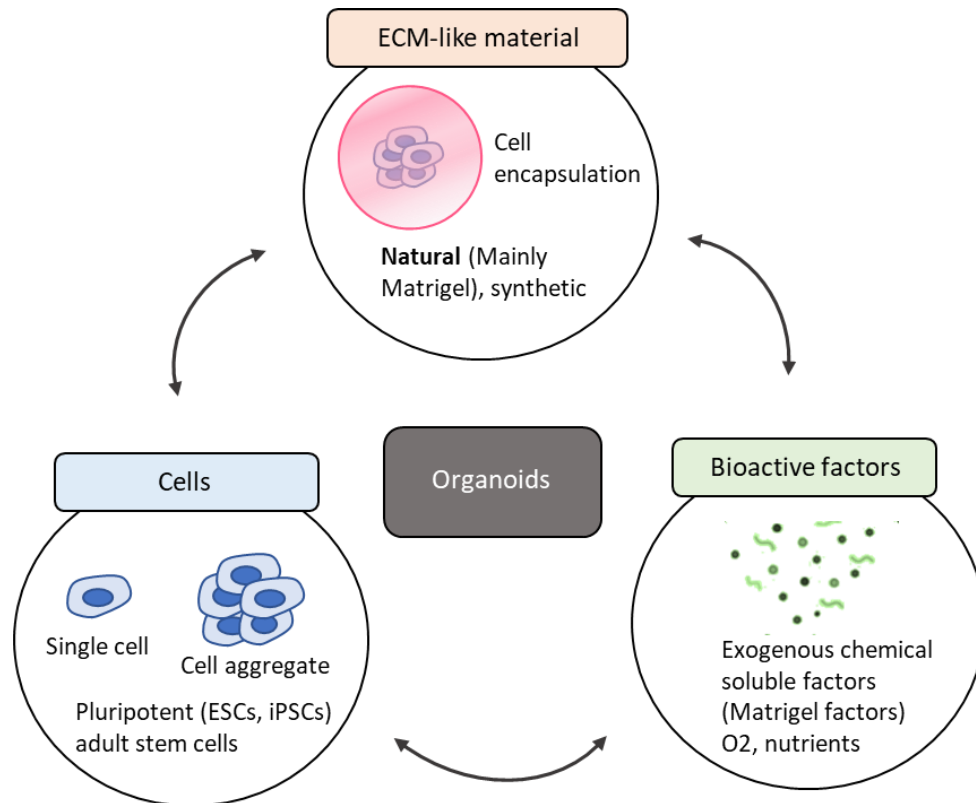 ECM-like material
Cell
encapsulation
Natural (Mainly
Matrigel), synthetic
Organoids
Cells
Single cell
Cell aggregate
Pluripotent (ESCs, iPSCs)
adult stem cells
Bioactive factors
Exogenous chemical
soluble factors
(Matrigel factors)
O2, nutrients